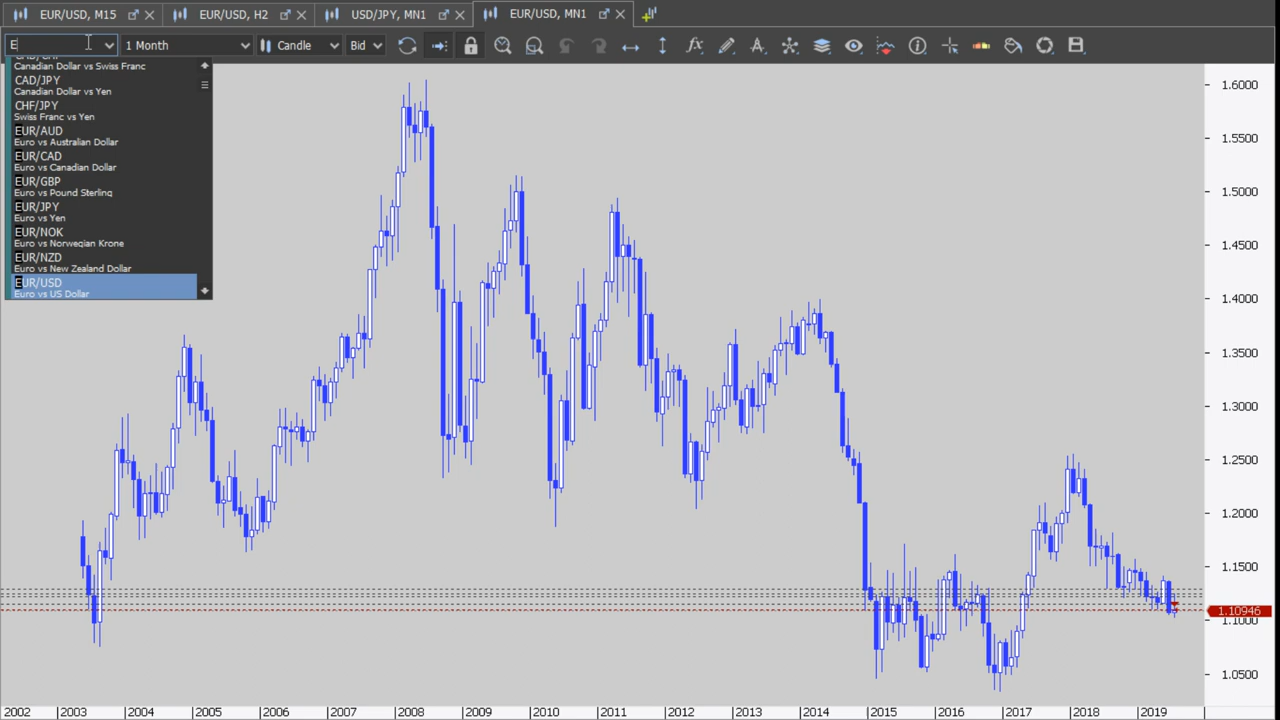 EUR/USD, M15
EUR/USD, H2
USD/JPY, MN1
EUR/USD, MN1
E
1 Month
Candle
Bid
Canadian Dollar vs Swiss Franc
CAD/JPY
Canadian Dollar vs Yen
CHF/JPY
Swiss Franc vs Yen
EUR/AUD
Euro vs Australian Dollar
EUR/CAD
Euro vs Canadian Dollar
EUR/GBP
Euro vs Pound Sterling
EUR/JPY
Euro vs Yen
EUR/NOK
Euro vs Norwegian Krone
EUR/NZD
Euro vs New Zealand Dollar
EUR/USD
Euro vs US Dollar
1.6000
1.5500
1.5000
1.4500
1.4000
1.3500
1.3000
1.2500
1.2000
1.1500
1.10946
1.1000
1.0500
2002 2003 2004 2005 2006 2007 2008 2009 2010 2011 2012 2013 2014 2015 2016 2017 2018 2019